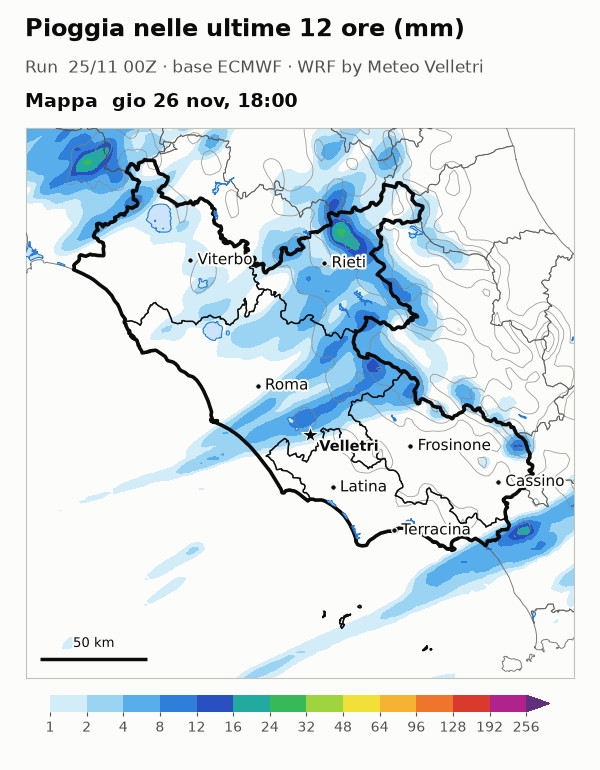 Pioggia nelle ultime 12 ore (mm)
Run  25/11 00Z · base ECMWF · WRF by Meteo Velletri
Mappa  gio 26 nov, 18:00
Viterbo
Rieti
Roma
Velletri
Frosinone
Cassino
Latina
Terracina
50 km
1 2 4 8 12 16 24 32 48 64 96 128 192 256